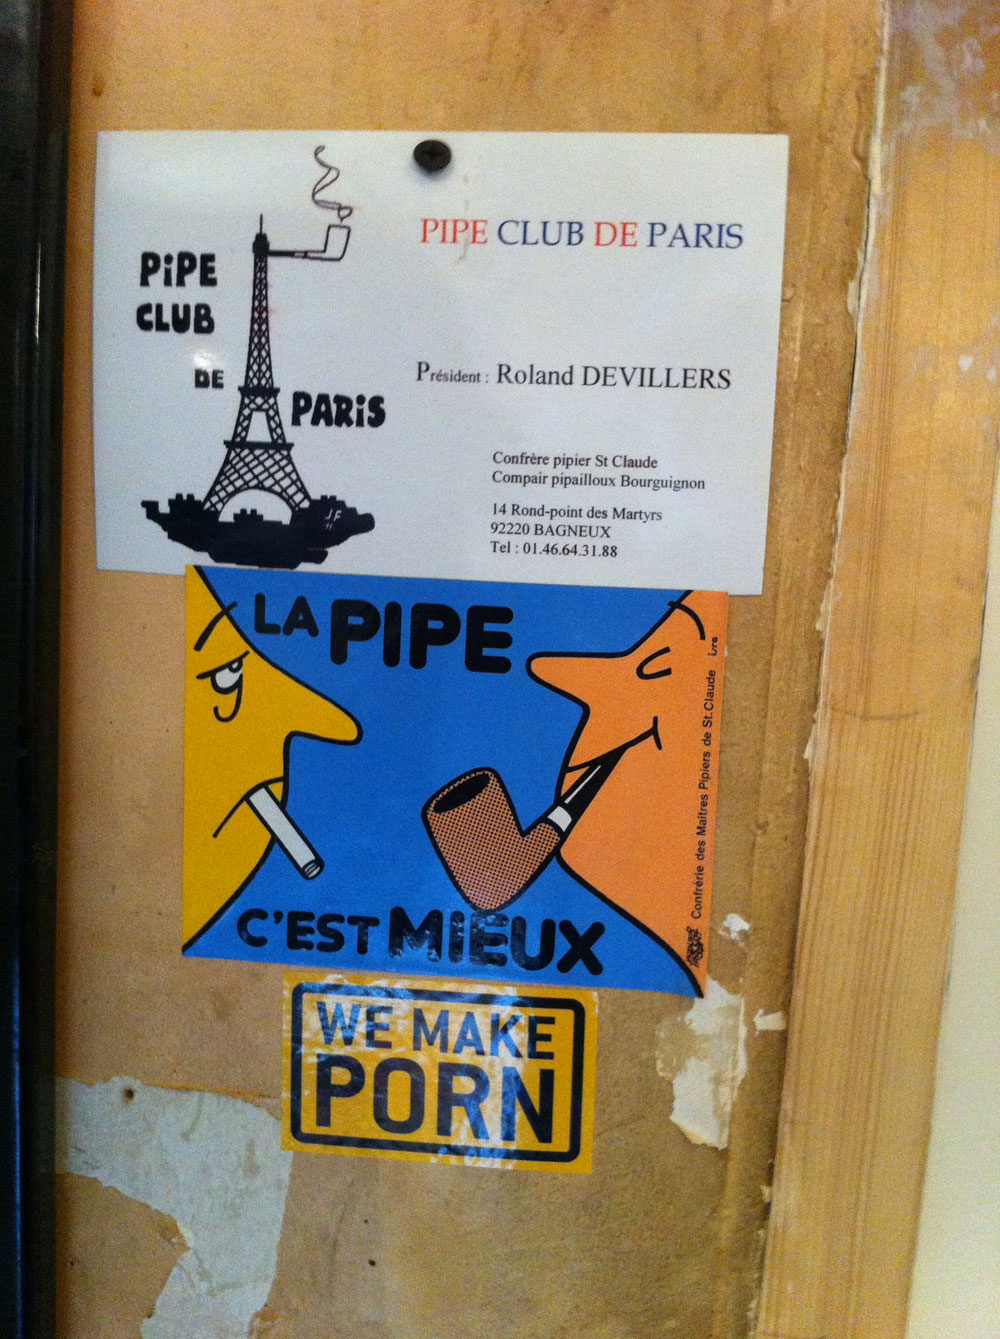 PiPE
CLUB
DE
PARiS
JF
PIPE CLUB DE PARIS
Président : Roland DEVILLERS
Confrère pipier St Claude
Compair pipailloux Bourguignon
14 Rond-point des Martyrs
92220 BAGNEUX
Tel : 01.46.64.31.88
LA PIPE
C'EST MIEUX
Confrérie des Maîtres Pipiers de St.Claude
WE MAKE
PORN